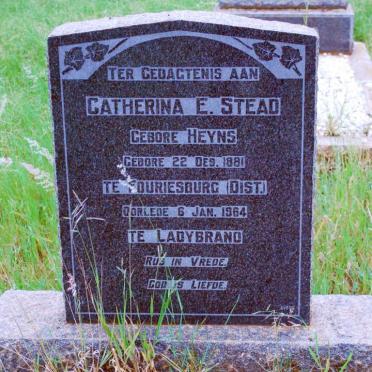 TER GEDAGTENIS AAN
CATHERINA E. STEAD
GEBORE HEYNS
GEBORE 22 DES. 1881
TE FOURIESBURG (DIST.)
OORLEDE 6 JAN. 1964
TE LADYBRAND
RUS IN VREDE
GOD IS LIEFDE.